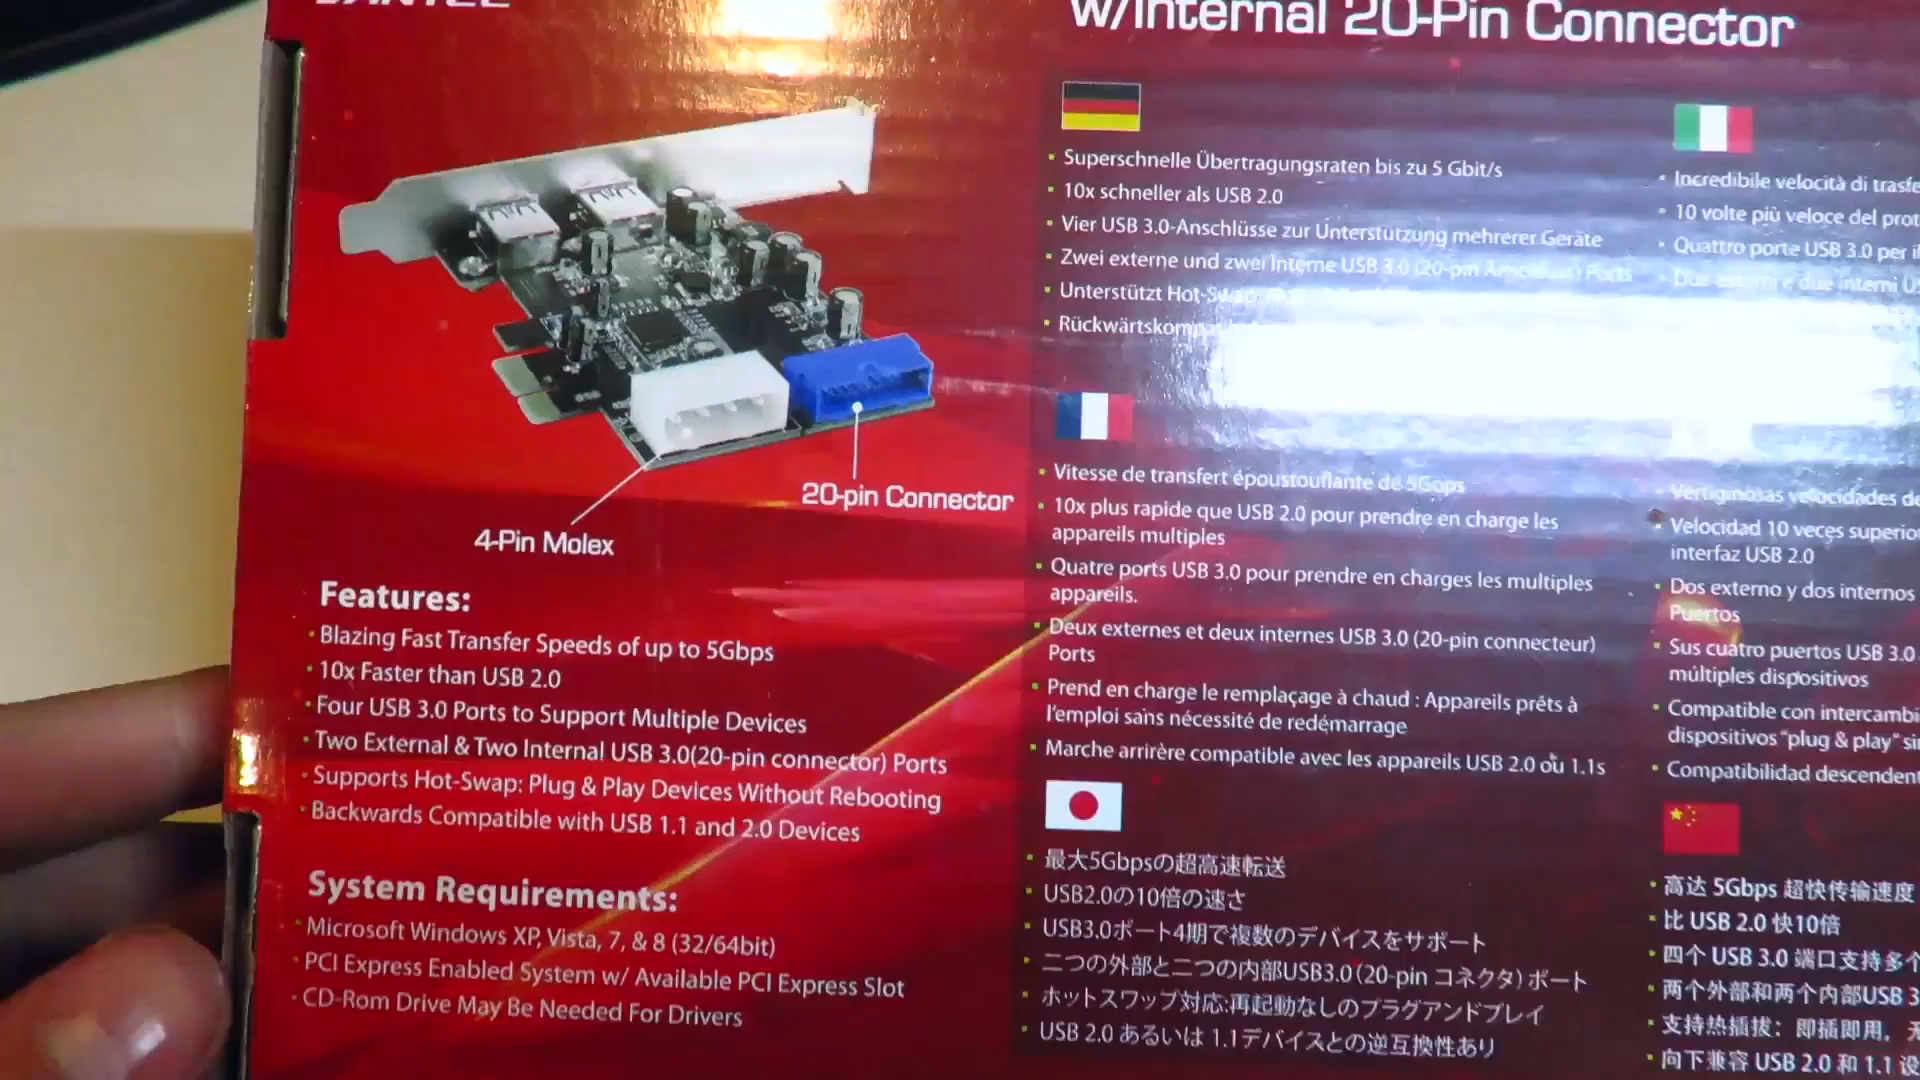 w/Internal 20-Pin Connector
20-pin Connector
4-Pin Molex
Features:
· Blazing Fast Transfer Speeds of up to 5Gbps
· 10x Faster than USB 2.0
· Four USB 3.0 Ports to Support Multiple Devices
· Two External & Two Internal USB 3.0(20-pin connector) Ports
· Supports Hot-Swap: Plug & Play Devices Without Rebooting
· Backwards Compatible with USB 1.1 and 2.0 Devices
System Requirements:
· Microsoft Windows XP, Vista, 7, & 8 (32/64bit)
· PCI Express Enabled System w/ Available PCI Express Slot
· CD-Rom Drive May Be Needed For Drivers
· Superschnelle Übertragungsraten bis zu 5 Gbit/s
· 10x schneller als USB 2.0
· Vier USB 3.0-Anschlüsse zur Unterstützung mehrerer Geräte
· Zwei externe und zwei Interne USB 3.0 (20-pin Ports
· Unterstützt
· Vitesse de transfert époustouflante de 5Gbps
· 10x plus rapide que USB 2.0 pour prendre en charge les
appareils multiples
· Quatre ports USB 3.0 pour prendre en charges les multiples
appareils.
· Deux externes et deux internes USB 3.0 (20-pin connecteur)
Ports
· Prend en charge le remplaçage à chaud : Appareils prêts à
l'emploi sans nécessité de redémarrage
· Marche arrirère compatible avec les appareils USB 2.0 où 1.1s
· 最大5Gbpsの超高速転送
· USB2.0の10倍の速さ
· USB3.0ポート4期で複数のデバイスをサポート
· 二つの外部と二つの内部USB3.0 (20-pin コネクタ) ポート
· ホットスワップ対応:再起動なしのプラグアンドプレイ
· USB 2.0 あるいは 1.1デバイスとの逆互換性あり
· Incredibile velocità di
· 10 volte più veloce del
· Quattro porte USB 3.0 per
· Due esterni e due interni
· Vertiginosas velocidades
· Velocidad 10 veces
interfaz USB 2.0
· Dos externo y dos internos
Puertos
· Sus cuatro puertos USB 3.0
múltiples dispositivos
· Compatible con
dispositivos "plug & play"
· Compatibilidad
· 高达 5Gbps 超快传输速度
· 比 USB 2.0 快10倍
· 四个 USB 3.0 端口支持多
· 两个外部和两个内部USB
· 支持热插拔：即插即用，
· 向下兼容 USB 2.0 和 1.1